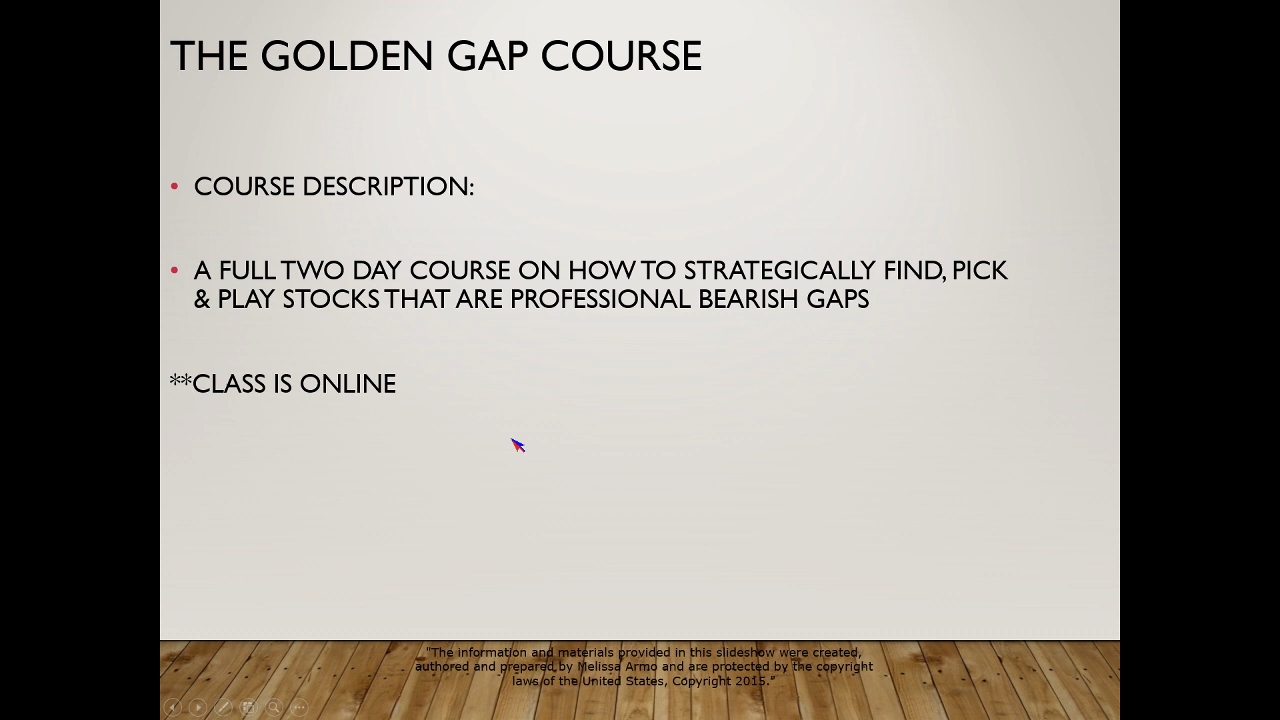 THE GOLDEN GAP COURSE
• COURSE DESCRIPTION:
• A FULL TWO DAY COURSE ON HOW TO STRATEGICALLY FIND, PICK
& PLAY STOCKS THAT ARE PROFESSIONAL BEARISH GAPS
**CLASS IS ONLINE
"The information and materials provided in this slideshow were created,
authored and prepared by Melissa Armo and are protected by the copyright
laws of the United States, Copyright 2015."